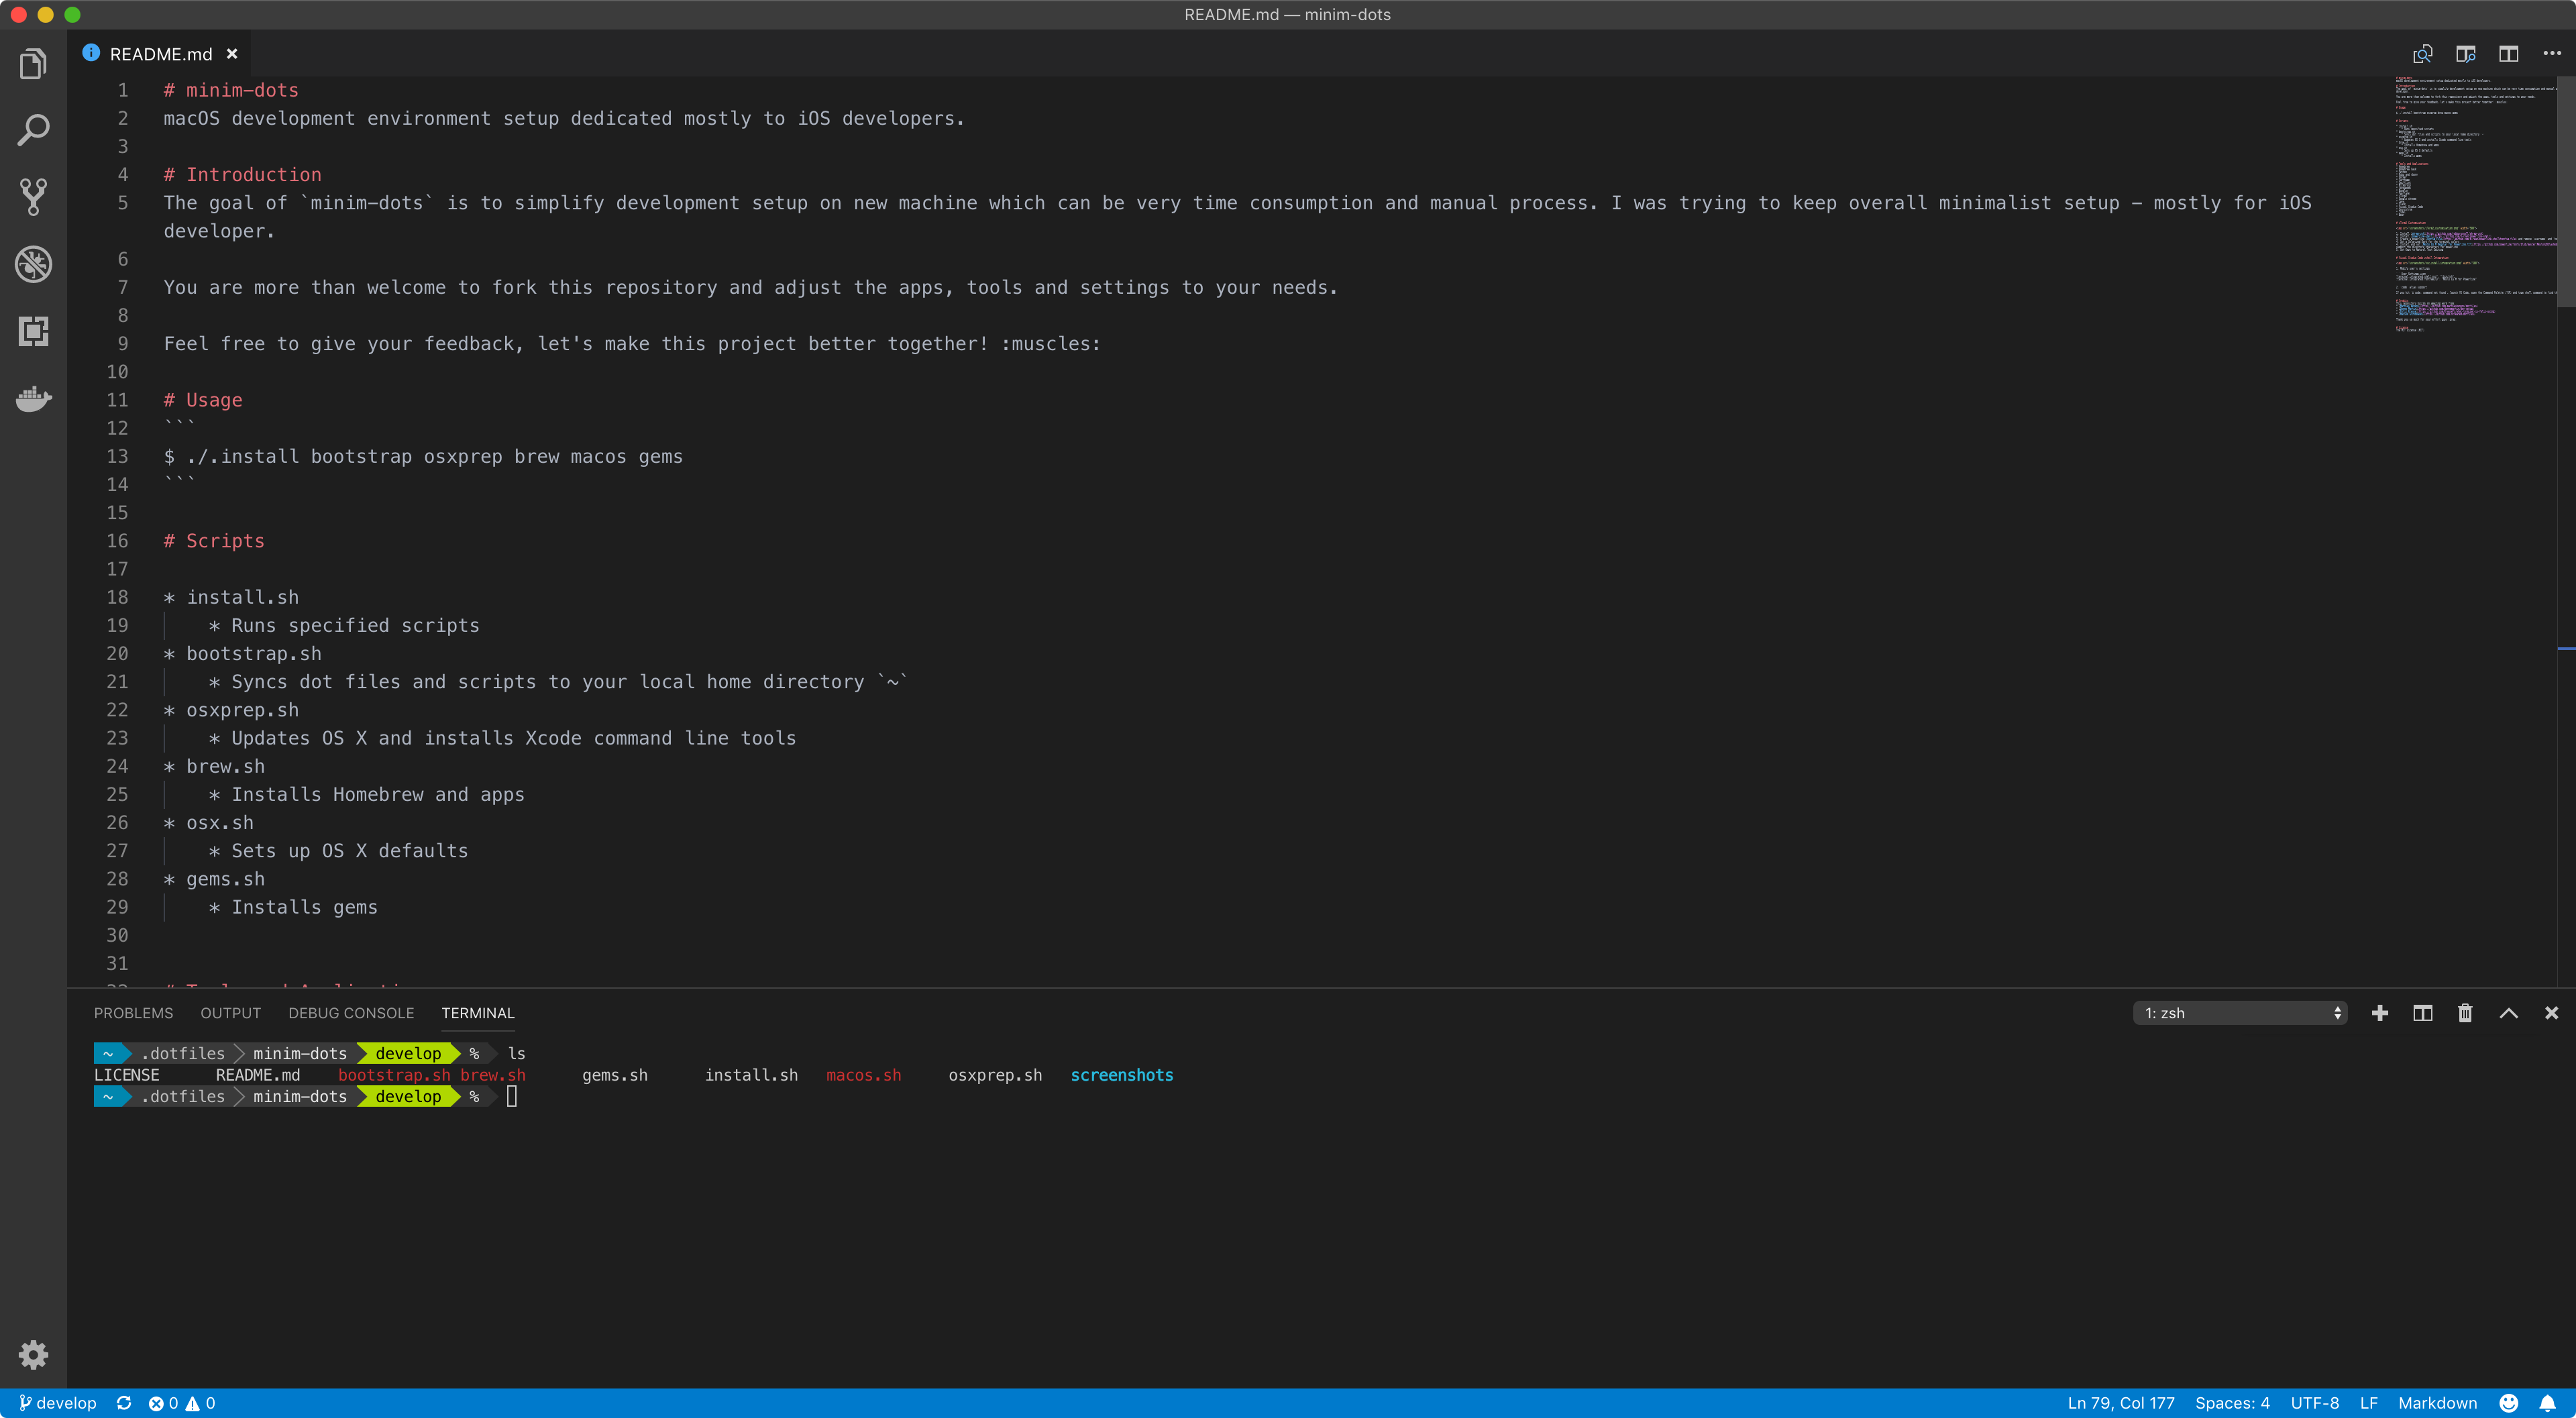 README.md — minim-dots
README.md
1 # minim-dots
2 macOS development environment setup dedicated mostly to iOS developers.
3
4 # Introduction
5 The goal of `minim-dots` is to simplify development setup on new machine which can be very time consumption and manual process. I was trying to keep overall minimalist setup - mostly for iOS
developer.
6
7 You are more than welcome to fork this repository and adjust the apps, tools and settings to your needs.
8
9 Feel free to give your feedback, let's make this project better together! :muscles:
10
11 # Usage
12 ```
13 $ ./.install bootstrap osxprep brew macos gems
14 ```
15
16 # Scripts
17
18 * install.sh
19 * Runs specified scripts
20 * bootstrap.sh
21 * Syncs dot files and scripts to your local home directory `~`
22 * osxprep.sh
23 * Updates OS X and installs Xcode command line tools
24 * brew.sh
25 * Installs Homebrew and apps
26 * osx.sh
27 * Sets up OS X defaults
28 * gems.sh
29 * Installs gems
30
31
PROBLEMS OUTPUT DEBUG CONSOLE TERMINAL 1: zsh
~ .dotfiles minim-dots develop % ls
LICENSE README.md bootstrap.sh brew.sh gems.sh install.sh macos.sh osxprep.sh screenshots
~ .dotfiles minim-dots develop %
develop 0 0 Ln 79, Col 177 Spaces: 4 UTF-8 LF Markdown